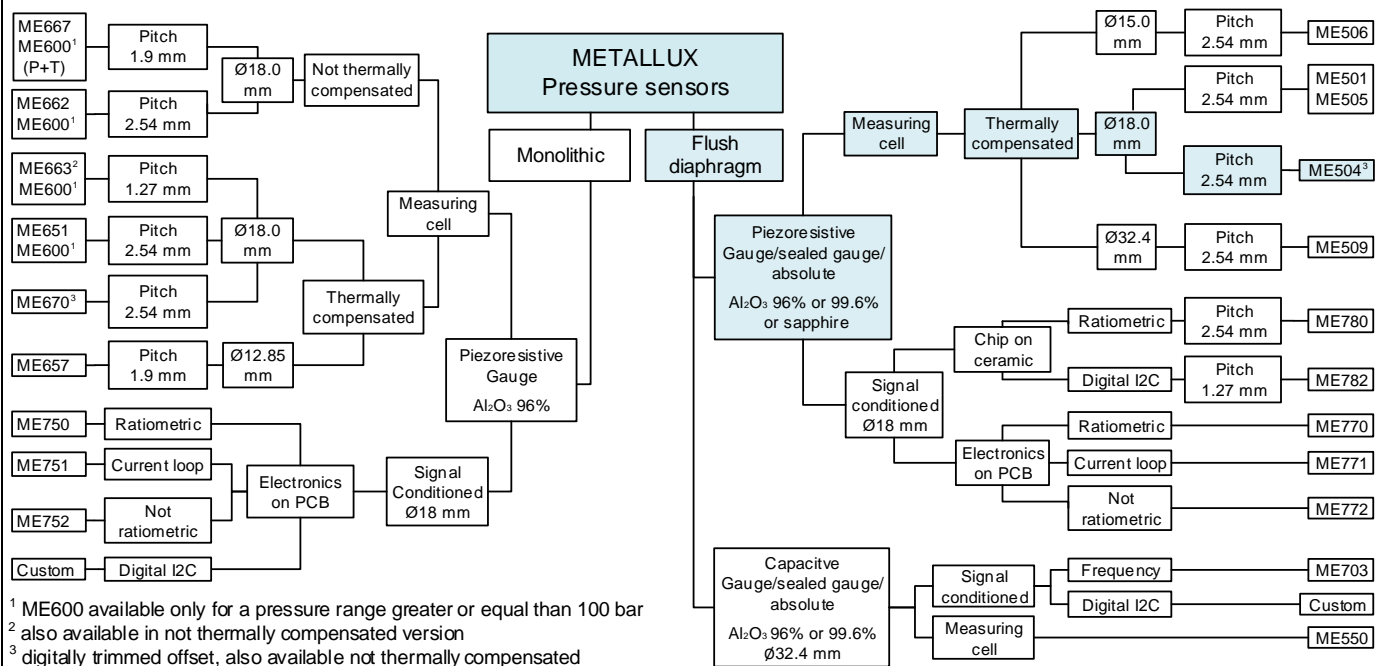 METALLUX
Pressure sensors
Monolithic
Flush
diaphragm
ME667
ME600¹
(P+T)
Pitch
1.9 mm
ME662
ME600¹
Pitch
2.54 mm
Ø18.0
mm
Not thermally
compensated
ME663²
ME600¹
Pitch
1.27 mm
ME651
ME600¹
Pitch
2.54 mm
ME670³
Pitch
2.54 mm
Ø18.0
mm
ME657
Pitch
1.9 mm
Ø12.85
mm
Thermally
compensated
Measuring
cell
Piezoresistive
Gauge
Al₂O₃ 96%
ME750
Ratiometric
ME751
Current loop
ME752
Not
ratiometric
Custom
Digital I2C
Electronics
on PCB
Signal
Conditioned
Ø18 mm
Measuring
cell
Thermally
compensated
Ø15.0
mm
Pitch
2.54 mm
ME506
Ø18.0
mm
Pitch
2.54 mm
ME501
ME505
Pitch
2.54 mm
ME504³
Ø32.4
mm
Pitch
2.54 mm
ME509
Piezoresistive
Gauge/sealed gauge/
absolute
Al₂O₃ 96% or 99.6%
or sapphire
Signal
conditioned
Ø18 mm
Chip on
ceramic
Ratiometric
Pitch
2.54 mm
ME780
Digital I2C
Pitch
1.27 mm
ME782
Electronics
on PCB
Ratiometric
ME770
Current loop
ME771
Not
ratiometric
ME772
Capacitve
Gauge/sealed gauge/
absolute
Al₂O₃ 96% or 99.6%
Ø32.4 mm
Signal
conditioned
Frequency
ME703
Digital I2C
Custom
Measuring
cell
ME550
¹ ME600 available only for a pressure range greater or equal than 100 bar
² also available in not thermally compensated version
³ digitally trimmed offset, also available not thermally compensated